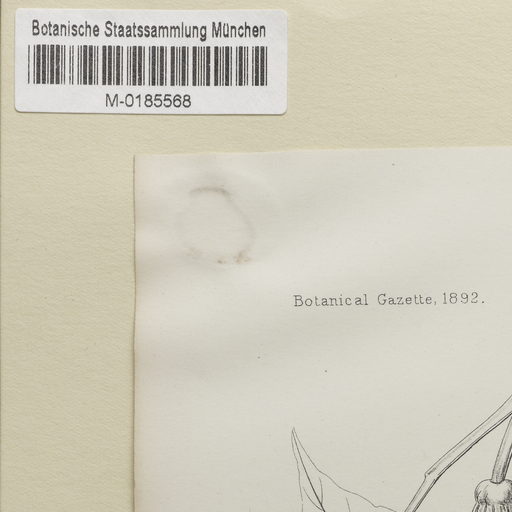 Botanische Staatssammlung München
M-0185568
Botanical Gazette, 1892.